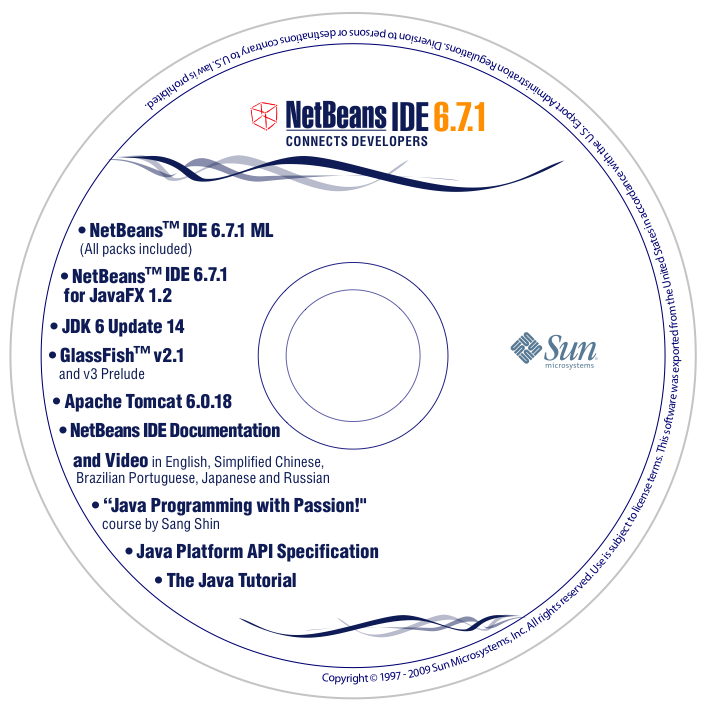 NetBeans IDE 6.7.1
CONNECTS DEVELOPERS
• NetBeans™ IDE 6.7.1 ML
(All packs included)
• NetBeans™ IDE 6.7.1
for JavaFX 1.2
• JDK 6 Update 14
• GlassFish™ v2.1
and v3 Prelude
• Apache Tomcat 6.0.18
• NetBeans IDE Documentation
and Video in English, Simplified Chinese,
Brazilian Portuguese, Japanese and Russian
• “Java Programming with Passion!"
course by Sang Shin
• Java Platform API Specification
• The Java Tutorial
Sun
microsystems
Copyright © 1997 - 2009 Sun Microsystems, Inc. All rights reserved. Use is subject to license terms. This software was exported from the United States in accordance with the U.S. Export Administration Regulation. Diversion to persons or destinations contrary to U.S. law is prohibited.